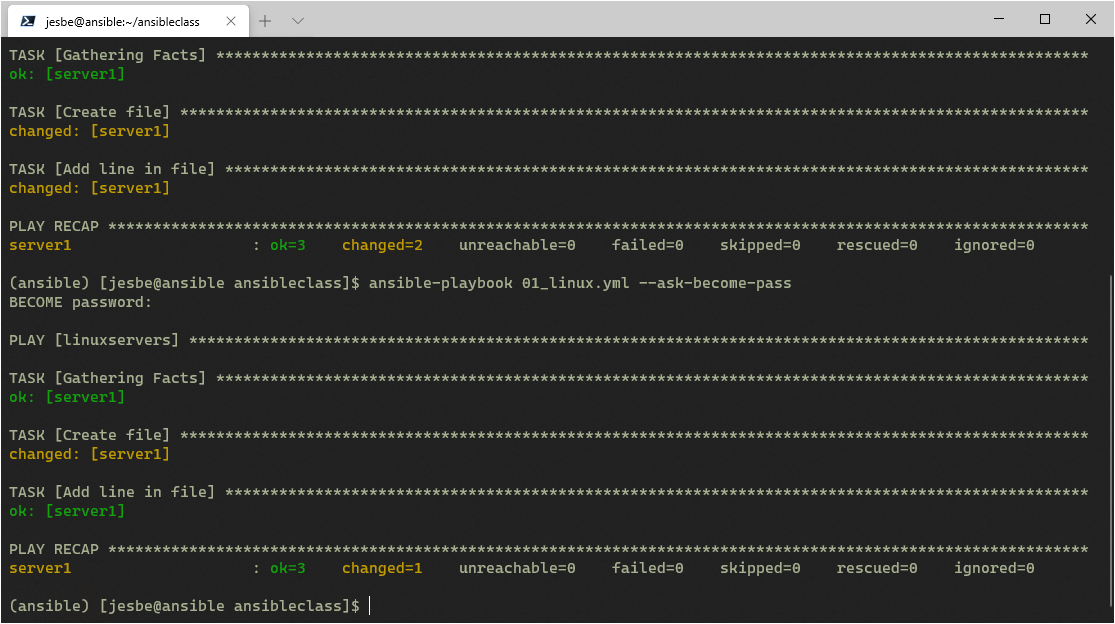 jesbe@ansible:~/ansibleclass
TASK [Gathering Facts] *************************************************************************************************
ok: [server1]
TASK [Create file] *****************************************************************************************************
changed: [server1]
TASK [Add line in file] ************************************************************************************************
changed: [server1]
PLAY RECAP *************************************************************************************************************
server1                    : ok=3    changed=2    unreachable=0    failed=0    skipped=0    rescued=0    ignored=0
(ansible) [jesbe@ansible ansibleclass]$ ansible-playbook 01_linux.yml --ask-become-pass
BECOME password:
PLAY [linuxservers] ****************************************************************************************************
TASK [Gathering Facts] *************************************************************************************************
ok: [server1]
TASK [Create file] *****************************************************************************************************
changed: [server1]
TASK [Add line in file] ************************************************************************************************
ok: [server1]
PLAY RECAP *************************************************************************************************************
server1                    : ok=3    changed=1    unreachable=0    failed=0    skipped=0    rescued=0    ignored=0
(ansible) [jesbe@ansible ansibleclass]$